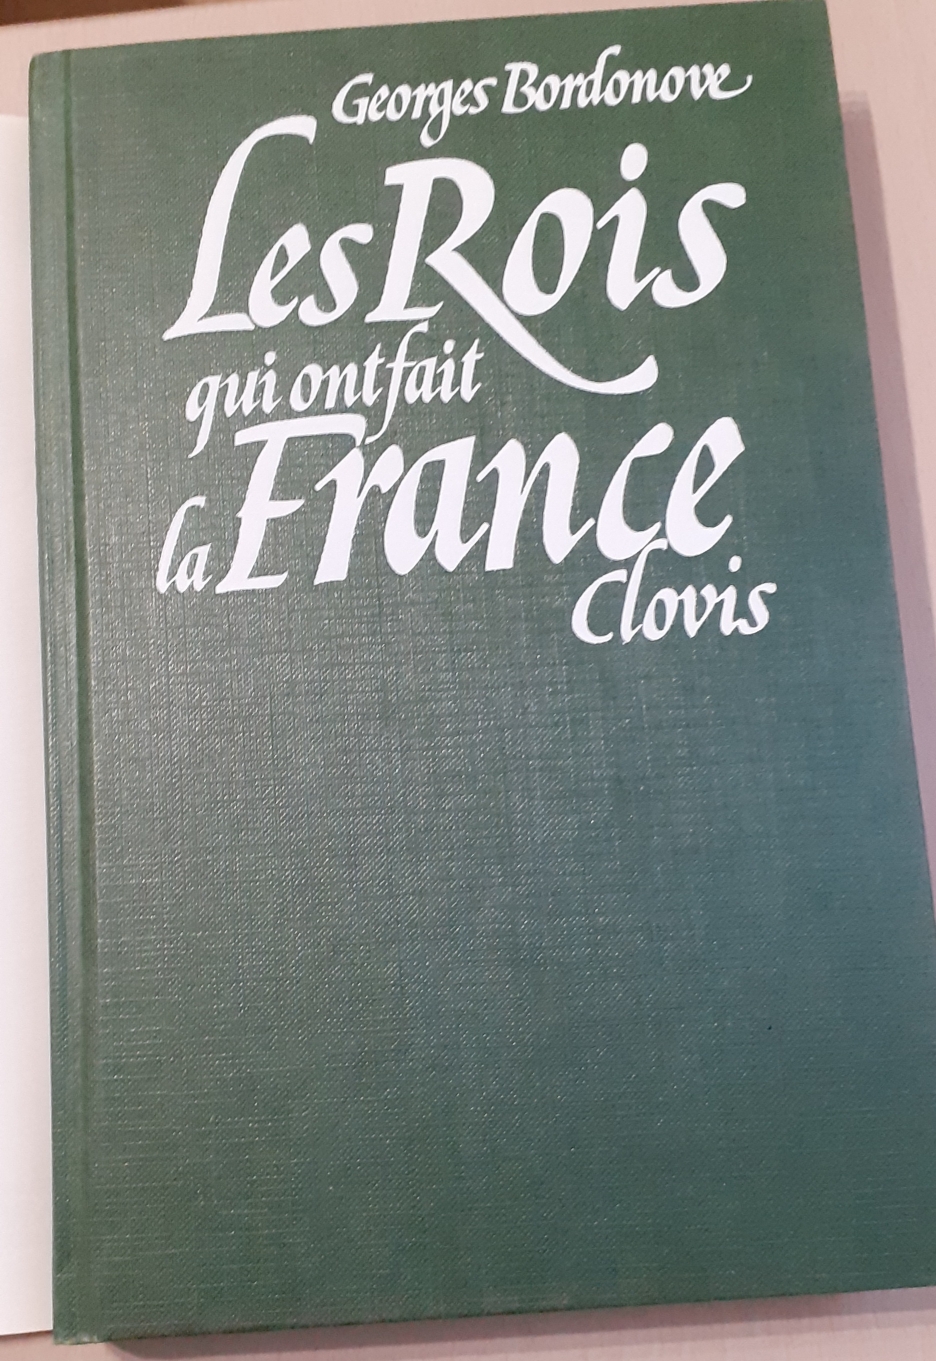 Georges Bordonove
Les Rois
qui ont fait
la France
Clovis